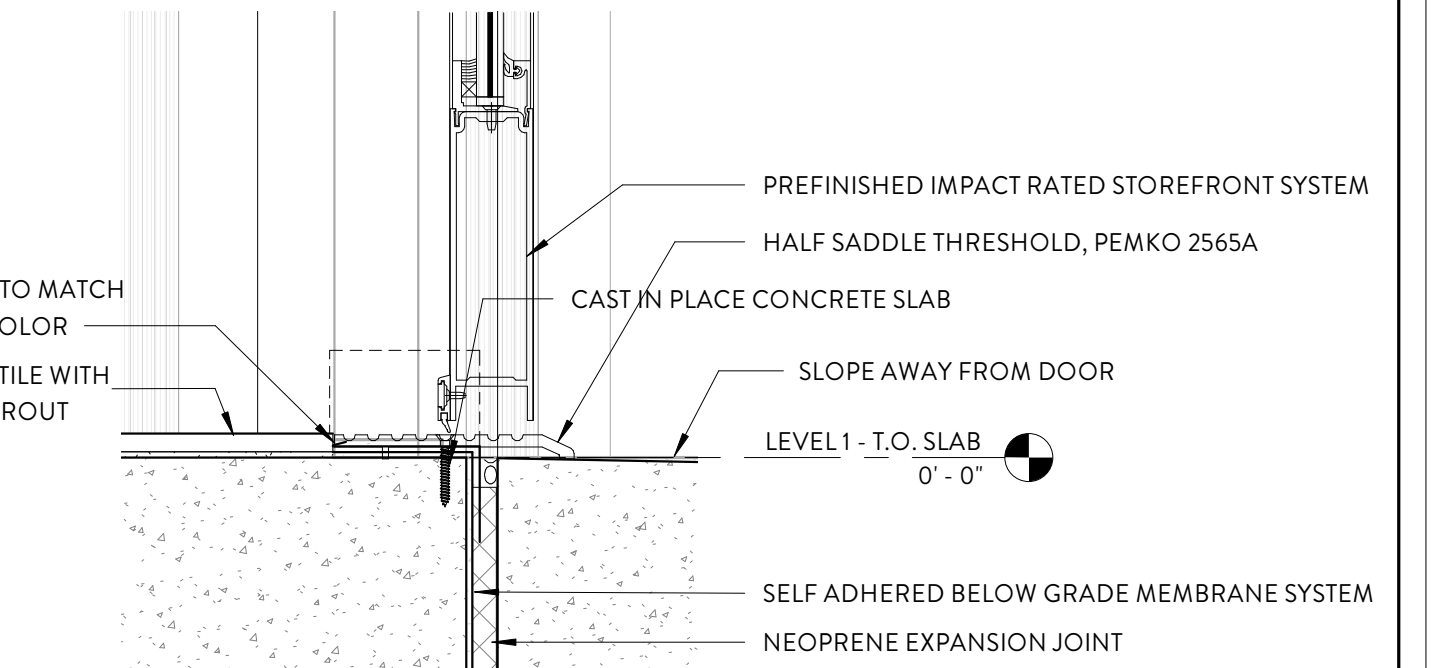 PREFINISHED IMPACT RATED STOREFRONT SYSTEM
HALF SADDLE THRESHOLD, PEMKO 2565A
TO MATCH
OLOR
CAST IN PLACE CONCRETE SLAB
TILE WITH
ROUT
SLOPE AWAY FROM DOOR
LEVEL 1 - T.O. SLAB
0' - 0"
SELF ADHERED BELOW GRADE MEMBRANE SYSTEM
NEOPRENE EXPANSION JOINT